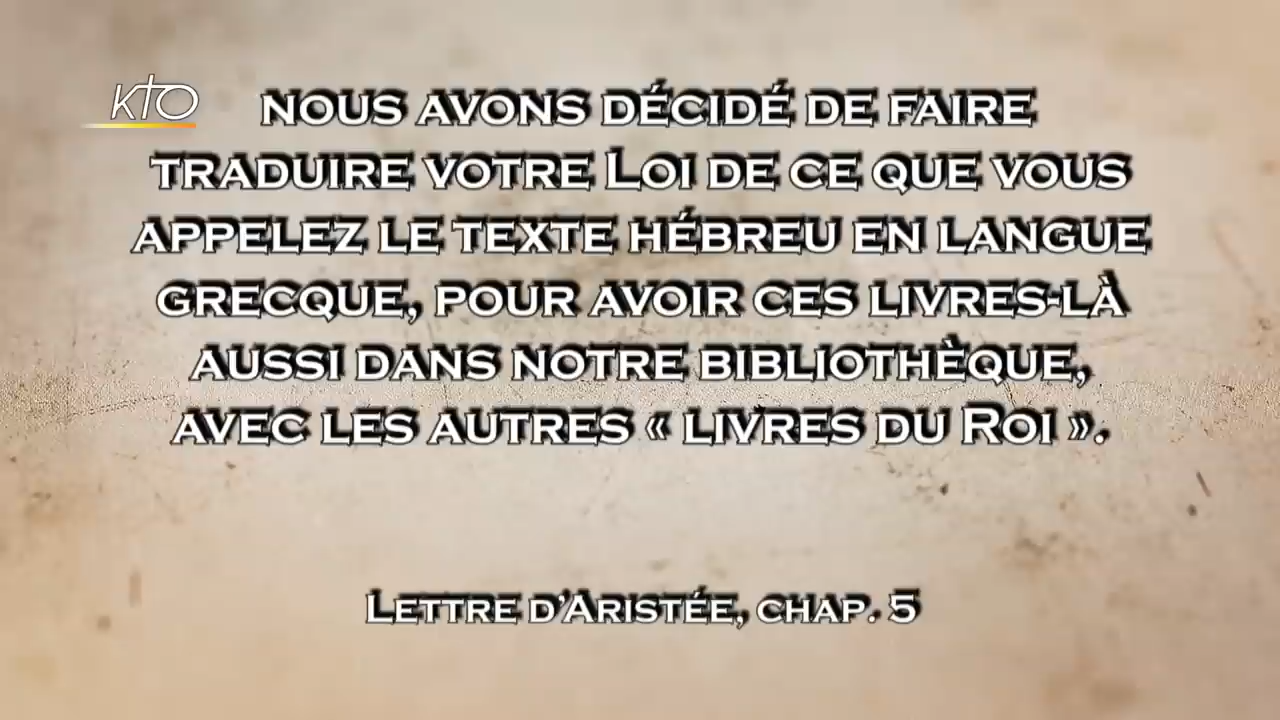 KTO
NOUS AVONS DÉCIDÉ DE FAIRE
TRADUIRE VOTRE LOI DE CE QUE VOUS
APPELEZ LE TEXTE HÉBREU EN LANGUE
GRECQUE, POUR AVOIR CES LIVRES-LÀ
AUSSI DANS NOTRE BIBLIOTHÈQUE,
AVEC LES AUTRES « LIVRES DU ROI ».
LETTRE D'ARISTÉE, CHAP. 5